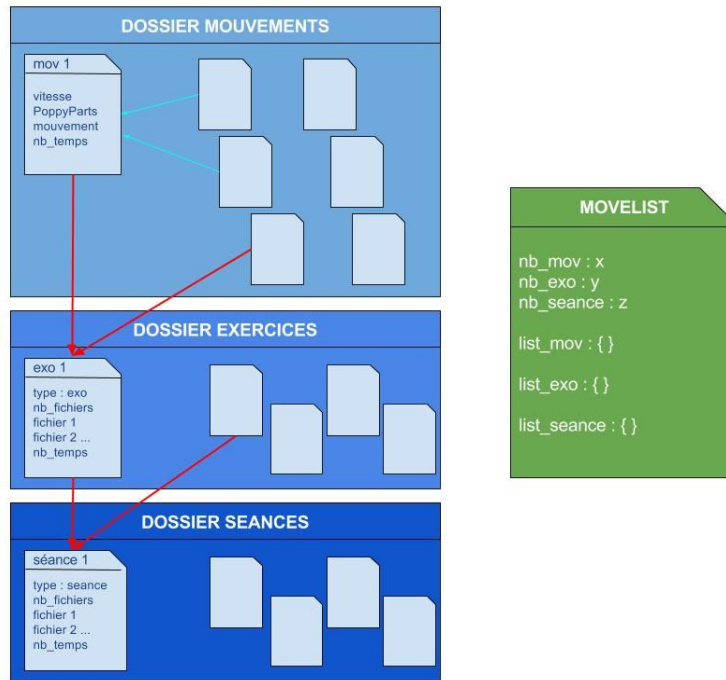 DOSSIER MOUVEMENTS
mov 1
vitesse
PoppyParts
mouvement
nb_temps
DOSSIER EXERCICES
exo 1
type : exo
nb_fichiers
fichier 1
fichier 2 ...
nb_temps
DOSSIER SEANCES
séance 1
type : seance
nb_fichiers
fichier 1
fichier 2 ...
nb_temps
MOVELIST
nb_mov : x
nb_exo : y
nb_seance : z
list_mov : { }
list_exo : { }
list_seance : { }